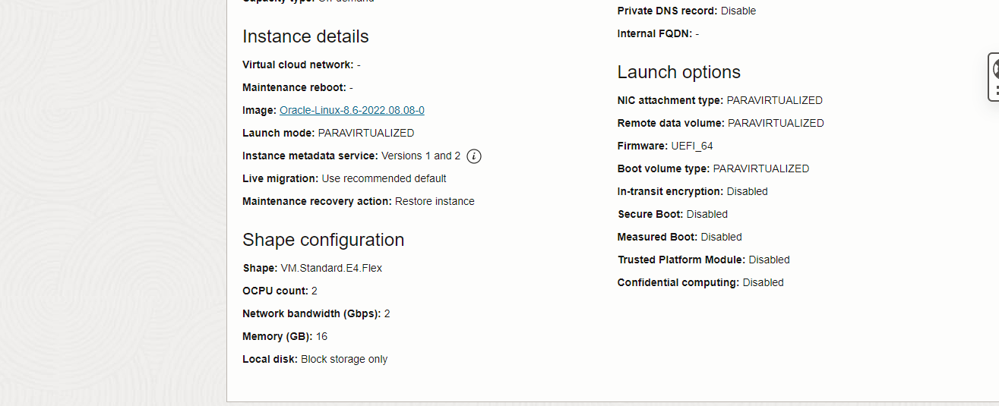 Capacity type: On-demand
Instance details
Virtual cloud network: -
Maintenance reboot: -
Image: Oracle-Linux-8.6-2022.08.08-0
Launch mode: PARAVIRTUALIZED
Instance metadata service: Versions 1 and 2
Live migration: Use recommended default
Maintenance recovery action: Restore instance
Shape configuration
Shape: VM.Standard.E4.Flex
OCPU count: 2
Network bandwidth (Gbps): 2
Memory (GB): 16
Local disk: Block storage only
Private DNS record: Disable
Internal FQDN: -
Launch options
NIC attachment type: PARAVIRTUALIZED
Remote data volume: PARAVIRTUALIZED
Firmware: UEFI_64
Boot volume type: PARAVIRTUALIZED
In-transit encryption: Disabled
Secure Boot: Disabled
Measured Boot: Disabled
Trusted Platform Module: Disabled
Confidential computing: Disabled